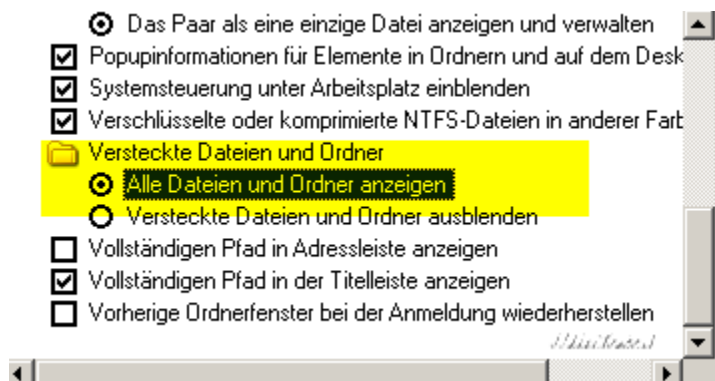 Das Paar als eine einzige Datei anzeigen und verwalten
Popupinformationen für Elemente in Ordnern und auf dem Desk
Systemsteuerung unter Arbeitsplatz einblenden
Verschlüsselte oder komprimierte NTFS-Dateien in anderer Farb
Versteckte Dateien und Ordner
Alle Dateien und Ordner anzeigen
Versteckte Dateien und Ordner ausblenden
Vollständigen Pfad in Adressleiste anzeigen
Vollständigen Pfad in der Titelleiste anzeigen
Vorherige Ordnerfenster bei der Anmeldung wiederherstellen